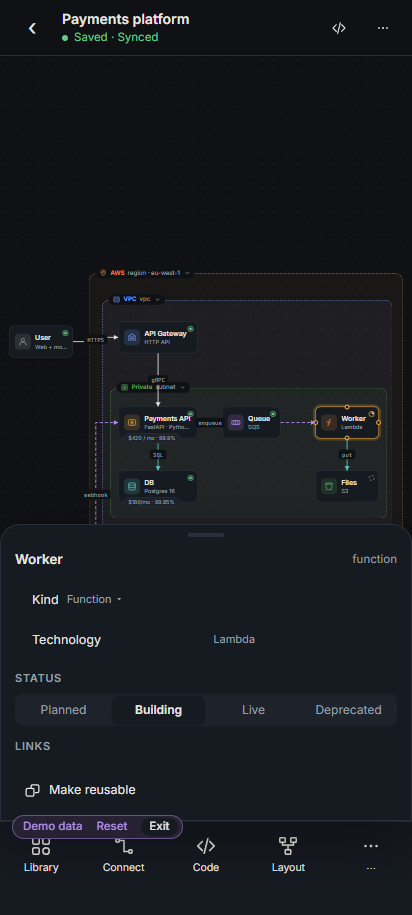 Payments platform
Saved · Synced
AWS region · eu-west-1
VPC vpc
User
Web + mo...
HTTPS
API Gateway
HTTP API
gRPC
Private subnet
Payments API
FastAPI · Pytho...
$420 / mo · 99.9%
enqueue
Queue
SQS
Worker
Lambda
SQL
put
DB
Postgres 16
$180/mo · 99.95%
Files
S3
webhook
Worker
function
Kind Function
Technology Lambda
STATUS
Planned Building Live Deprecated
LINKS
Make reusable
Demo data Reset Exit
Library Connect Code Layout ...